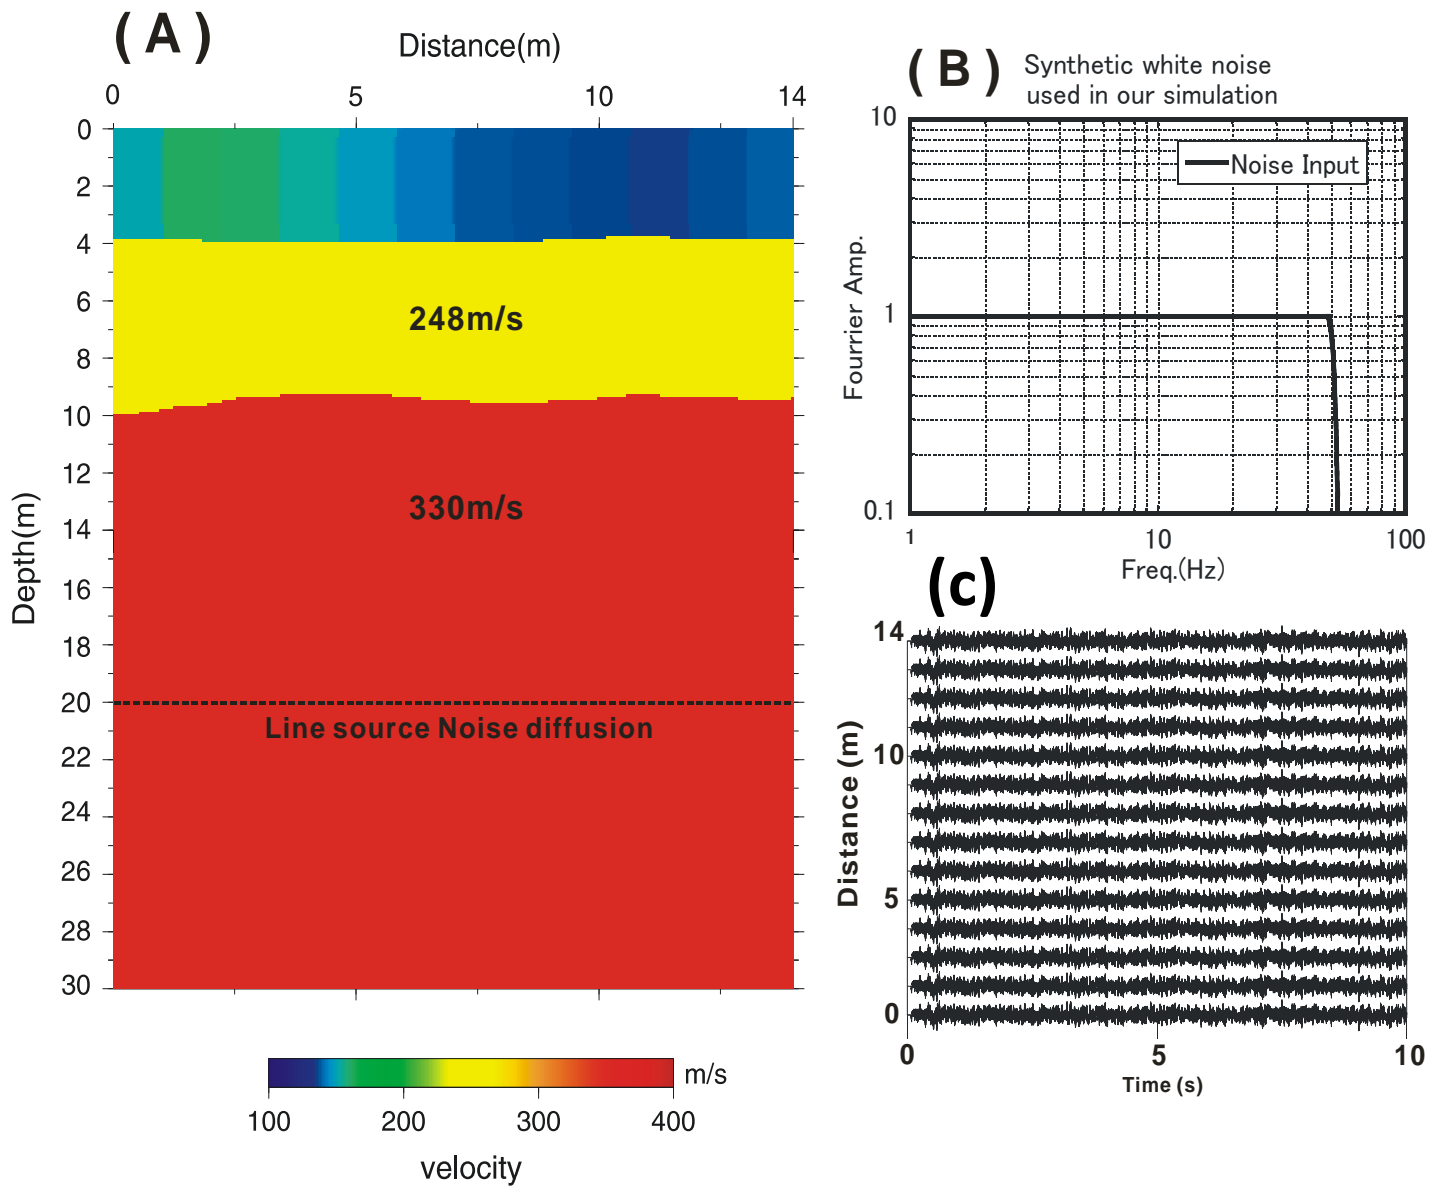 ( A )
Distance(m)
0 5 10 14
0
2
4
6
8
10
12
14
16
18
20
22
24
26
28
30
Depth(m)
248m/s
330m/s
Line source Noise diffusion
m/s
100 200 300 400
velocity
( B )
Synthetic white noise
used in our simulation
10
1
0.1
Fourrier Amp.
Noise Input
1 10 100
Freq.(Hz)
(c)
14
10
5
0
Distance (m)
0 5 10
Time (s)